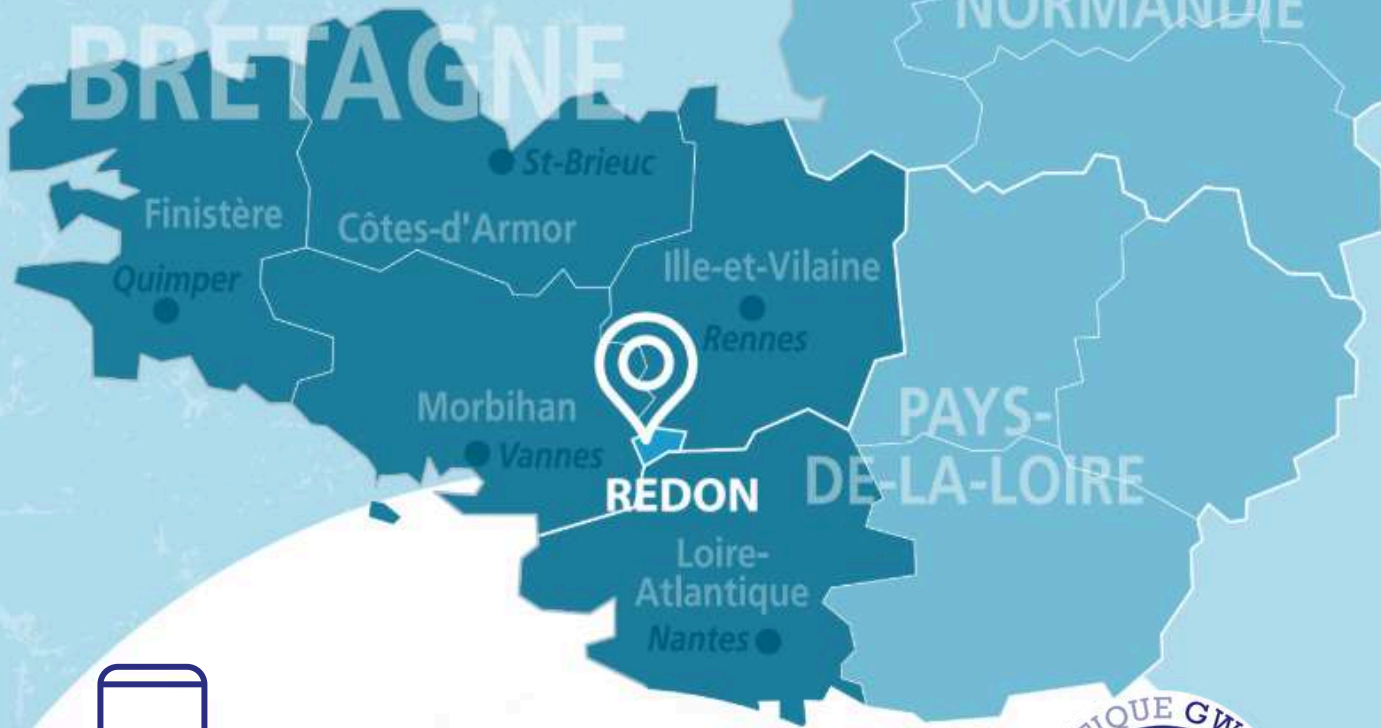 NORMANDIE
BRETAGNE
St-Brieuc
Finistère
Côtes-d'Armor
Ille-et-Vilaine
Quimper
Rennes
Morbihan
PAYS-
DE-LA-LOIRE
Vannes
REDON
Loire-
Atlantique
Nantes